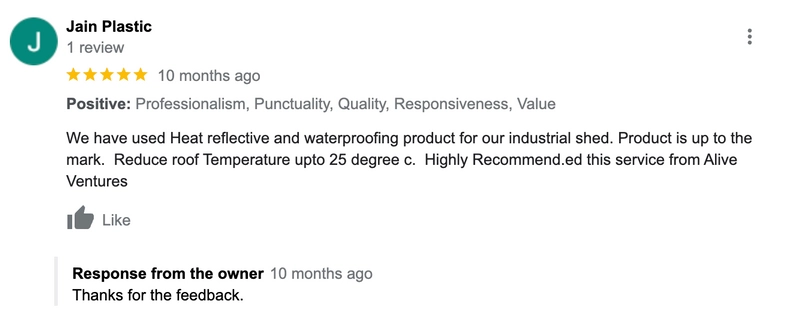 J
Jain Plastic
1 review
10 months ago
Positive: Professionalism, Punctuality, Quality, Responsiveness, Value
We have used Heat reflective and waterproofing product for our industrial shed. Product is up to the
mark.  Reduce roof Temperature upto 25 degree c.  Highly Recommend.ed this service from Alive
Ventures
Like
Response from the owner 10 months ago
Thanks for the feedback.